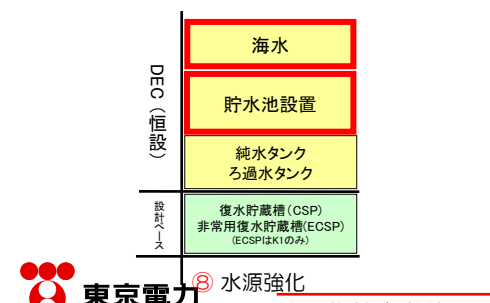 海水
DEC（恒設）
貯水池設置
純水タンク
ろ過水タンク
設計ベース
復水貯蔵槽（CSP）
非常用復水貯蔵槽(ECSP)
(ECSPはK1のみ)
⑧ 水源強化
東京電力